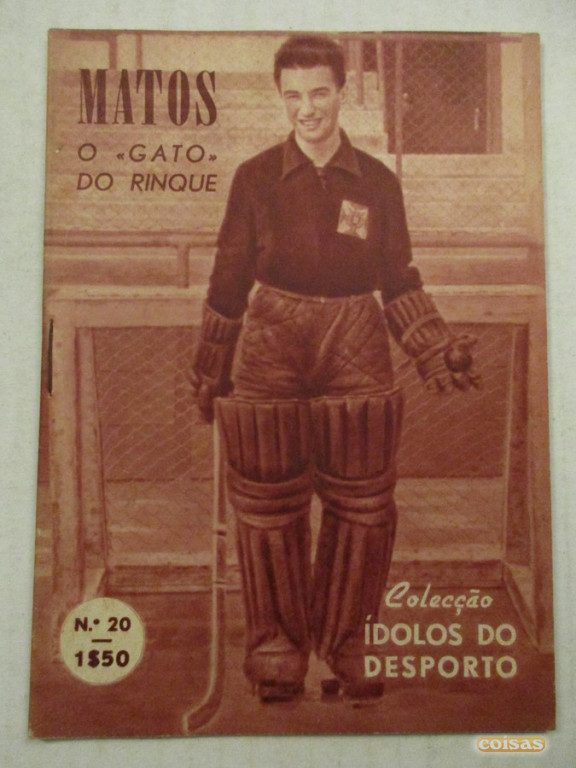 MATOS
O «GATO»
DO RINQUE
Colecção
ÍDOLOS DO
DESPORTO
N.º 20
1$50
coisas